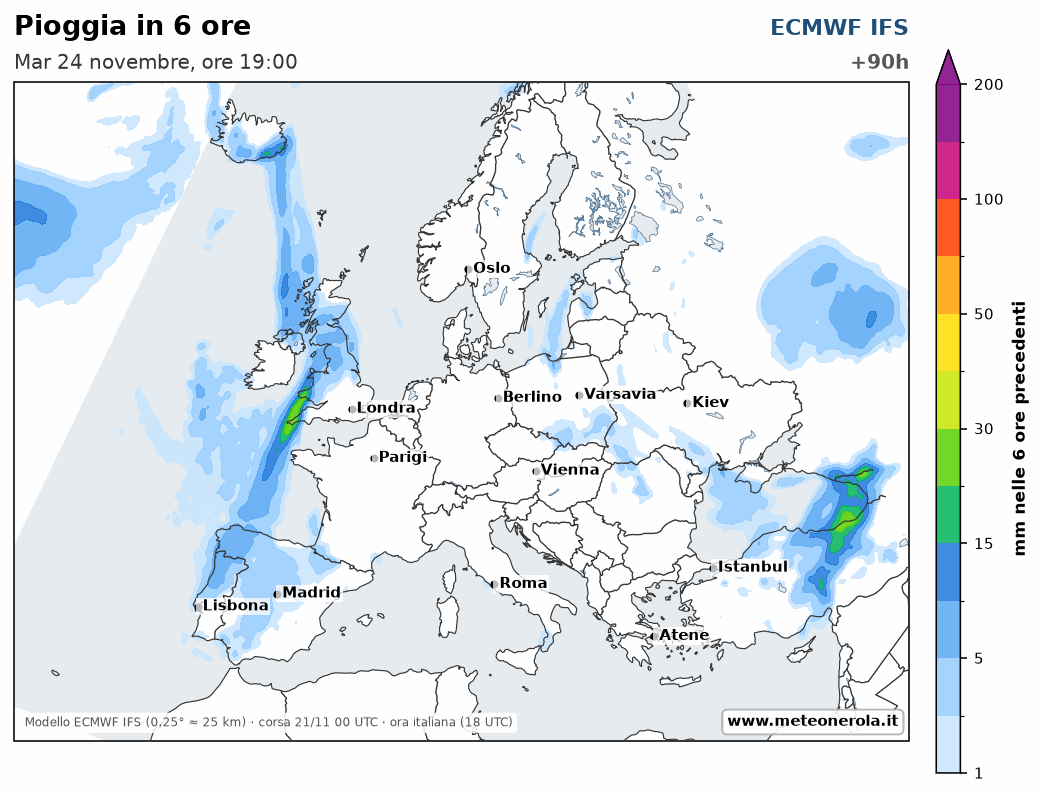 Pioggia in 6 ore
ECMWF IFS
Mar 24 novembre, ore 19:00
+90h
200
100
50
30
15
5
1
mm nelle 6 ore precedenti
Oslo
Berlino
Varsavia
Kiev
Londra
Parigi
Vienna
Istanbul
Roma
Madrid
Lisbona
Atene
Modello ECMWF IFS (0,25° ≈ 25 km) · corsa 21/11 00 UTC · ora italiana (18 UTC)
www.meteonerola.it